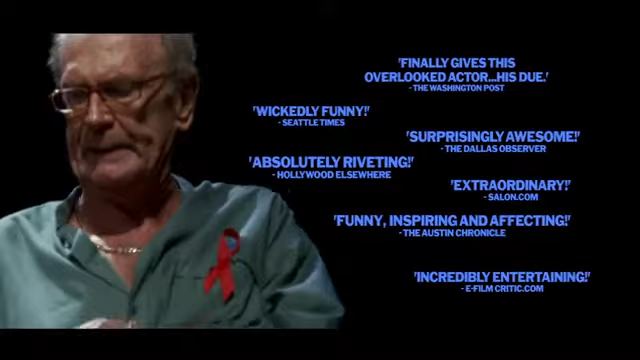 'FINALLY GIVES THIS
OVERLOOKED ACTOR...HIS DUE.'
- THE WASHINGTON POST
'WICKEDLY FUNNY!'
- SEATTLE TIMES
'SURPRISINGLY AWESOME!'
- THE DALLAS OBSERVER
'ABSOLUTELY RIVETING!'
- HOLLYWOOD ELSEWHERE
'EXTRAORDINARY!'
- SALON.COM
'FUNNY, INSPIRING AND AFFECTING!'
- THE AUSTIN CHRONICLE
'INCREDIBLY ENTERTAINING!'
- E-FILM CRITIC.COM